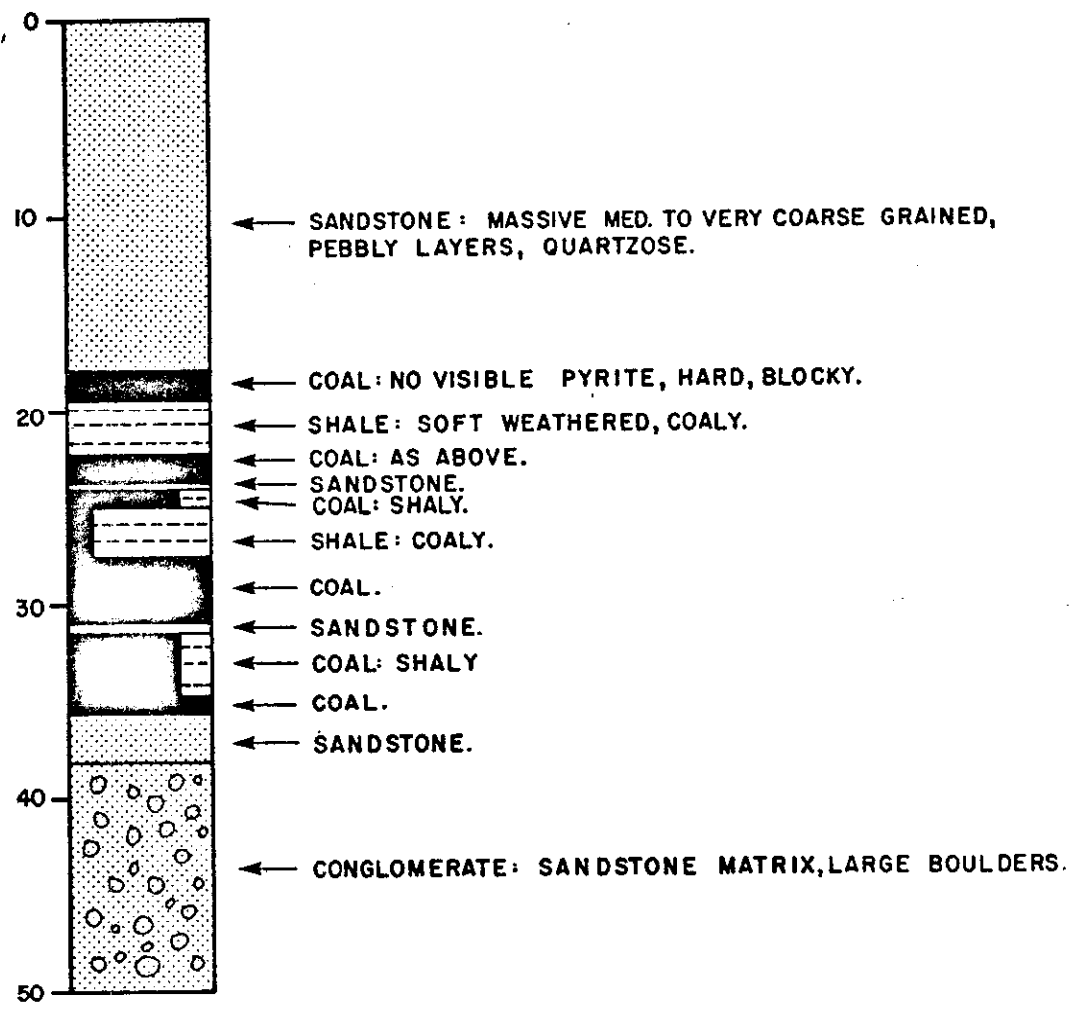 0
10
SANDSTONE: MASSIVE MED. TO VERY COARSE GRAINED,
PEBBLY LAYERS, QUARTZOSE.
COAL: NO VISIBLE PYRITE, HARD, BLOCKY.
20
SHALE: SOFT WEATHERED, COALY.
COAL: AS ABOVE.
SANDSTONE.
COAL: SHALY.
SHALE: COALY.
COAL.
30
SANDSTONE.
COAL: SHALY
COAL.
SANDSTONE.
40
CONGLOMERATE: SANDSTONE MATRIX, LARGE BOULDERS.
50